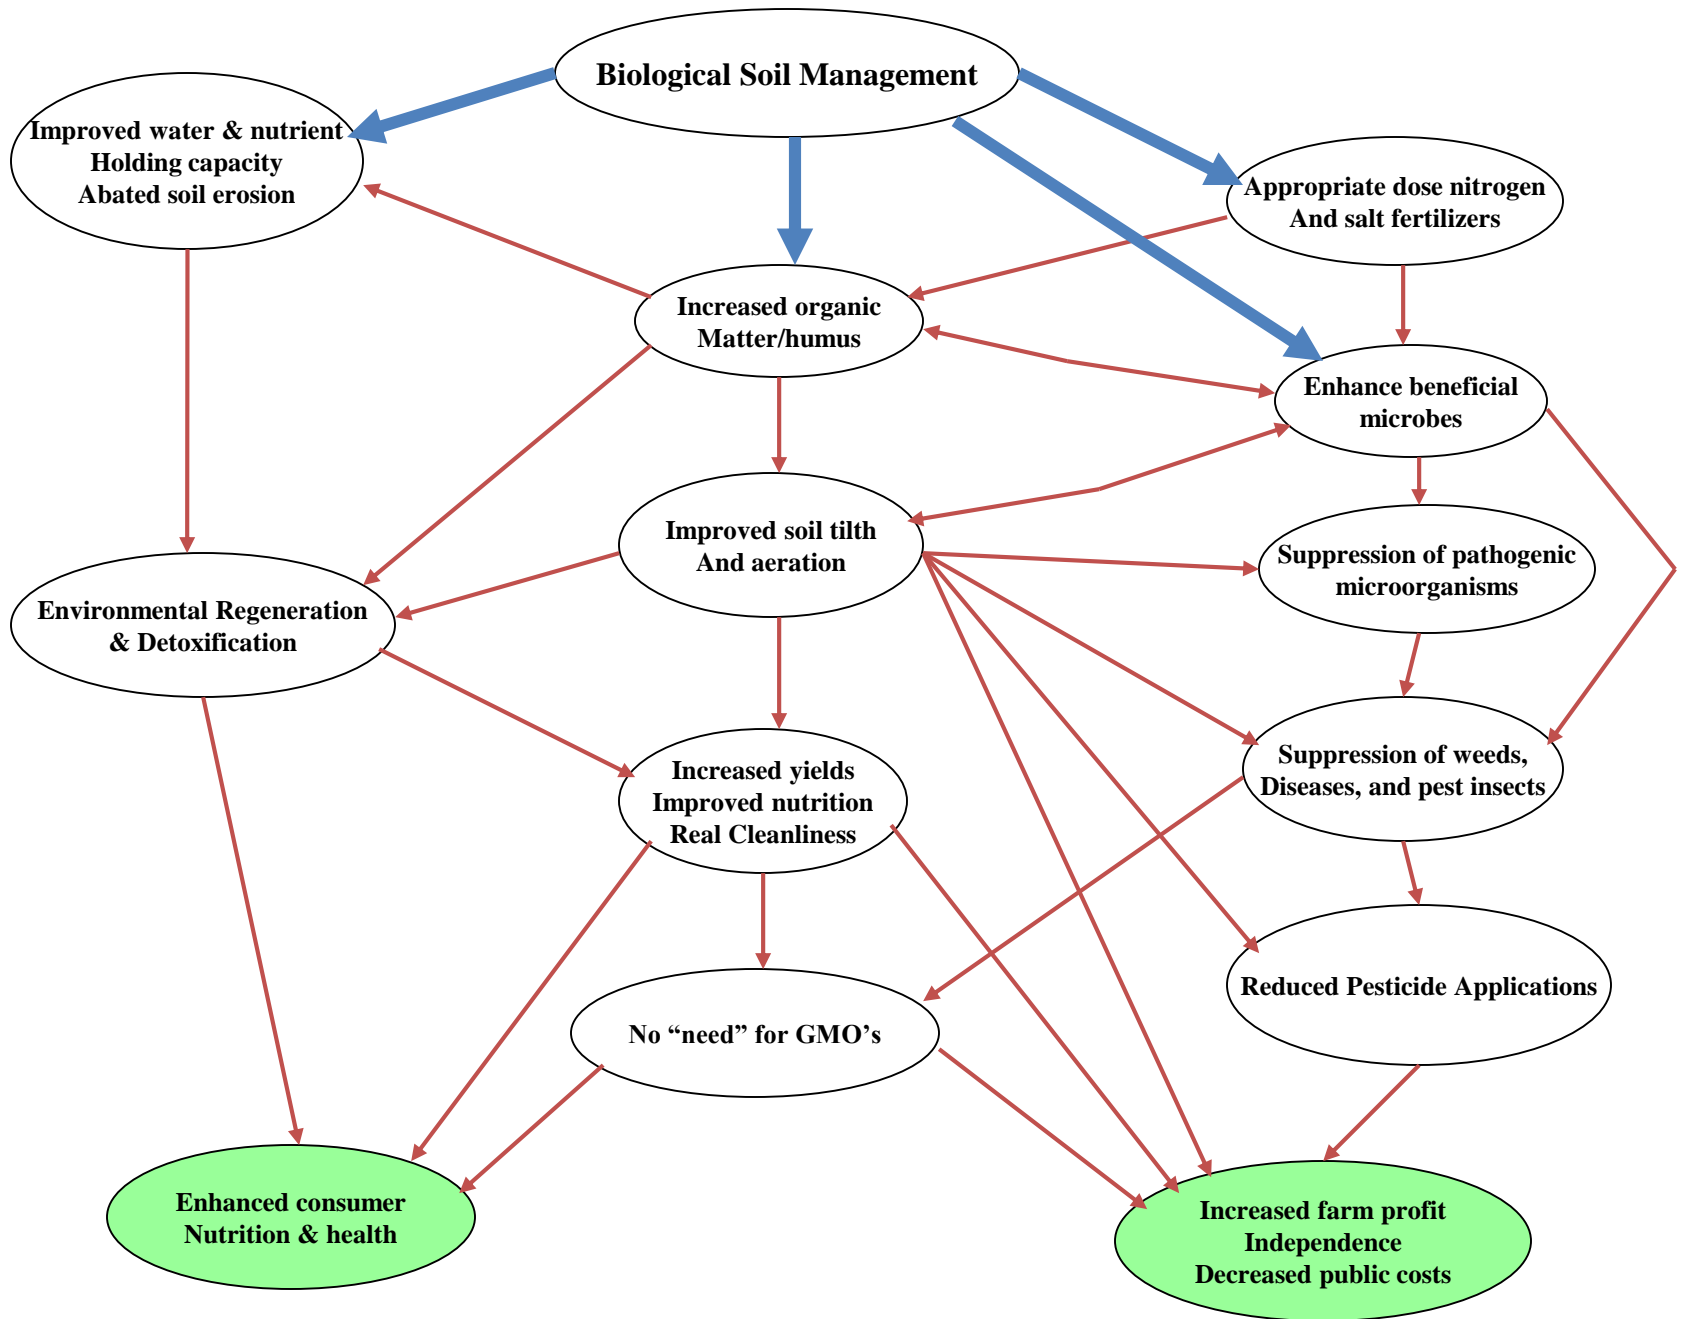 Biological Soil Management
Improved water & nutrient
Holding capacity
Abated soil erosion
Appropriate dose nitrogen
And salt fertilizers
Increased organic
Matter/humus
Enhance beneficial
microbes
Improved soil tilth
And aeration
Suppression of pathogenic
microorganisms
Environmental Regeneration
& Detoxification
Increased yields
Improved nutrition
Real Cleanliness
Suppression of weeds,
Diseases, and pest insects
No “need” for GMO’s
Reduced Pesticide Applications
Enhanced consumer
Nutrition & health
Increased farm profit
Independence
Decreased public costs